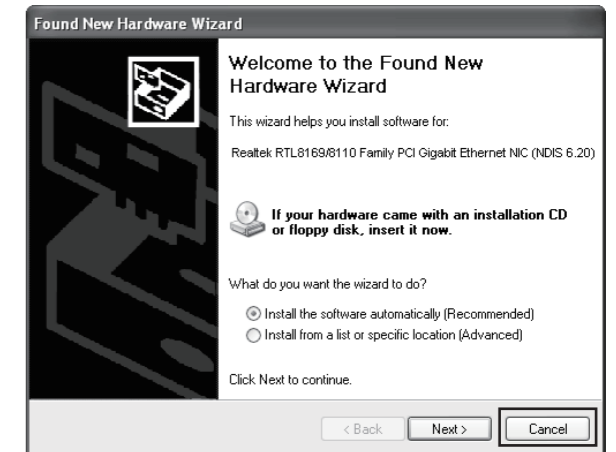 Found New Hardware Wizard
Welcome to the Found New
Hardware Wizard
This wizard helps you install software for:
Realtek RTL8169/8110 Family PCI Gigabit Ethernet NIC (NDIS 6.20)
If your hardware came with an installation CD
or floppy disk, insert it now.
What do you want the wizard to do?
Install the software automatically (Recommended)
Install from a list or specific location (Advanced)
Click Next to continue.
< Back Next > Cancel